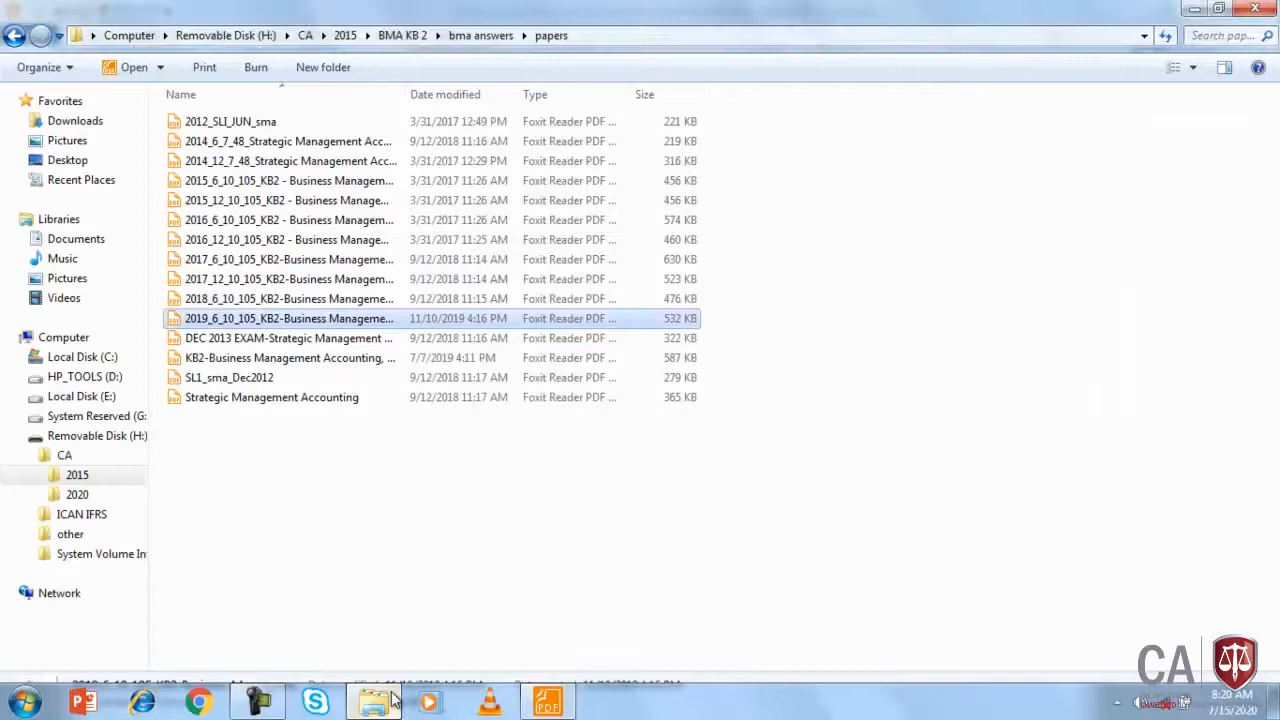 Computer Removable Disk (H:) CA 2015 BMA KB 2 bma answers papers Search pap...
Organize Open Print Burn New folder
Name Date modified Type Size
Favorites
Downloads
Pictures
Desktop
Recent Places
Libraries
Documents
Music
Pictures
Videos
Computer
Local Disk (C:)
HP_TOOLS (D:)
Local Disk (E:)
System Reserved (G:
Removable Disk (H:)
CA
2015
2020
ICAN IFRS
other
System Volume In
Network
2012_SLI_JUN_sma 3/31/2017 12:49 PM Foxit Reader PDF ... 221 KB
2014_6_7_48_Strategic Management Acc... 9/12/2018 11:16 AM Foxit Reader PDF ... 219 KB
2014_12_7_48_Strategic Management Acc... 3/31/2017 12:29 PM Foxit Reader PDF ... 316 KB
2015_6_10_105_KB2 - Business Managem... 3/31/2017 11:26 AM Foxit Reader PDF ... 456 KB
2015_12_10_105_KB2 - Business Manage... 3/31/2017 11:26 AM Foxit Reader PDF ... 456 KB
2016_6_10_105_KB2 - Business Managem... 3/31/2017 11:26 AM Foxit Reader PDF ... 574 KB
2016_12_10_105_KB2 - Business Manage... 3/31/2017 11:25 AM Foxit Reader PDF ... 460 KB
2017_6_10_105_KB2-Business Manageme... 9/12/2018 11:14 AM Foxit Reader PDF ... 630 KB
2017_12_10_105_KB2-Business Managem... 9/12/2018 11:14 AM Foxit Reader PDF ... 523 KB
2018_6_10_105_KB2-Business Manageme... 9/12/2018 11:15 AM Foxit Reader PDF ... 476 KB
2019_6_10_105_KB2-Business Manageme... 11/10/2019 4:16 PM Foxit Reader PDF ... 532 KB
DEC 2013 EXAM-Strategic Management ... 9/12/2018 11:16 AM Foxit Reader PDF ... 322 KB
KB2-Business Management Accounting, ... 7/7/2019 4:11 PM Foxit Reader PDF ... 587 KB
SL1_sma_Dec2012 9/12/2018 11:17 AM Foxit Reader PDF ... 279 KB
Strategic Management Accounting 9/12/2018 11:17 AM Foxit Reader PDF ... 365 KB
CA
PDF
8:20 AM
7/15/2020